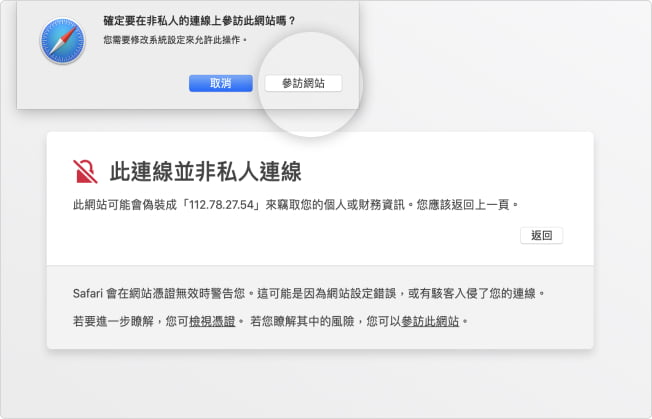 確定要在非私人的連線上參訪此網站嗎？
您需要修改系統設定來允許此操作。
取消
參訪網站
此連線並非私人連線
此網站可能會偽裝成「112.78.27.54」來竊取您的個人或財務資訊。您應該返回上一頁。
返回
Safari 會在網站憑證無效時警告您。這可能是因為網站設定錯誤，或有駭客入侵了您的連線。
若要進一步瞭解，您可檢視憑證。 若您瞭解其中的風險，您可以參訪此網站。